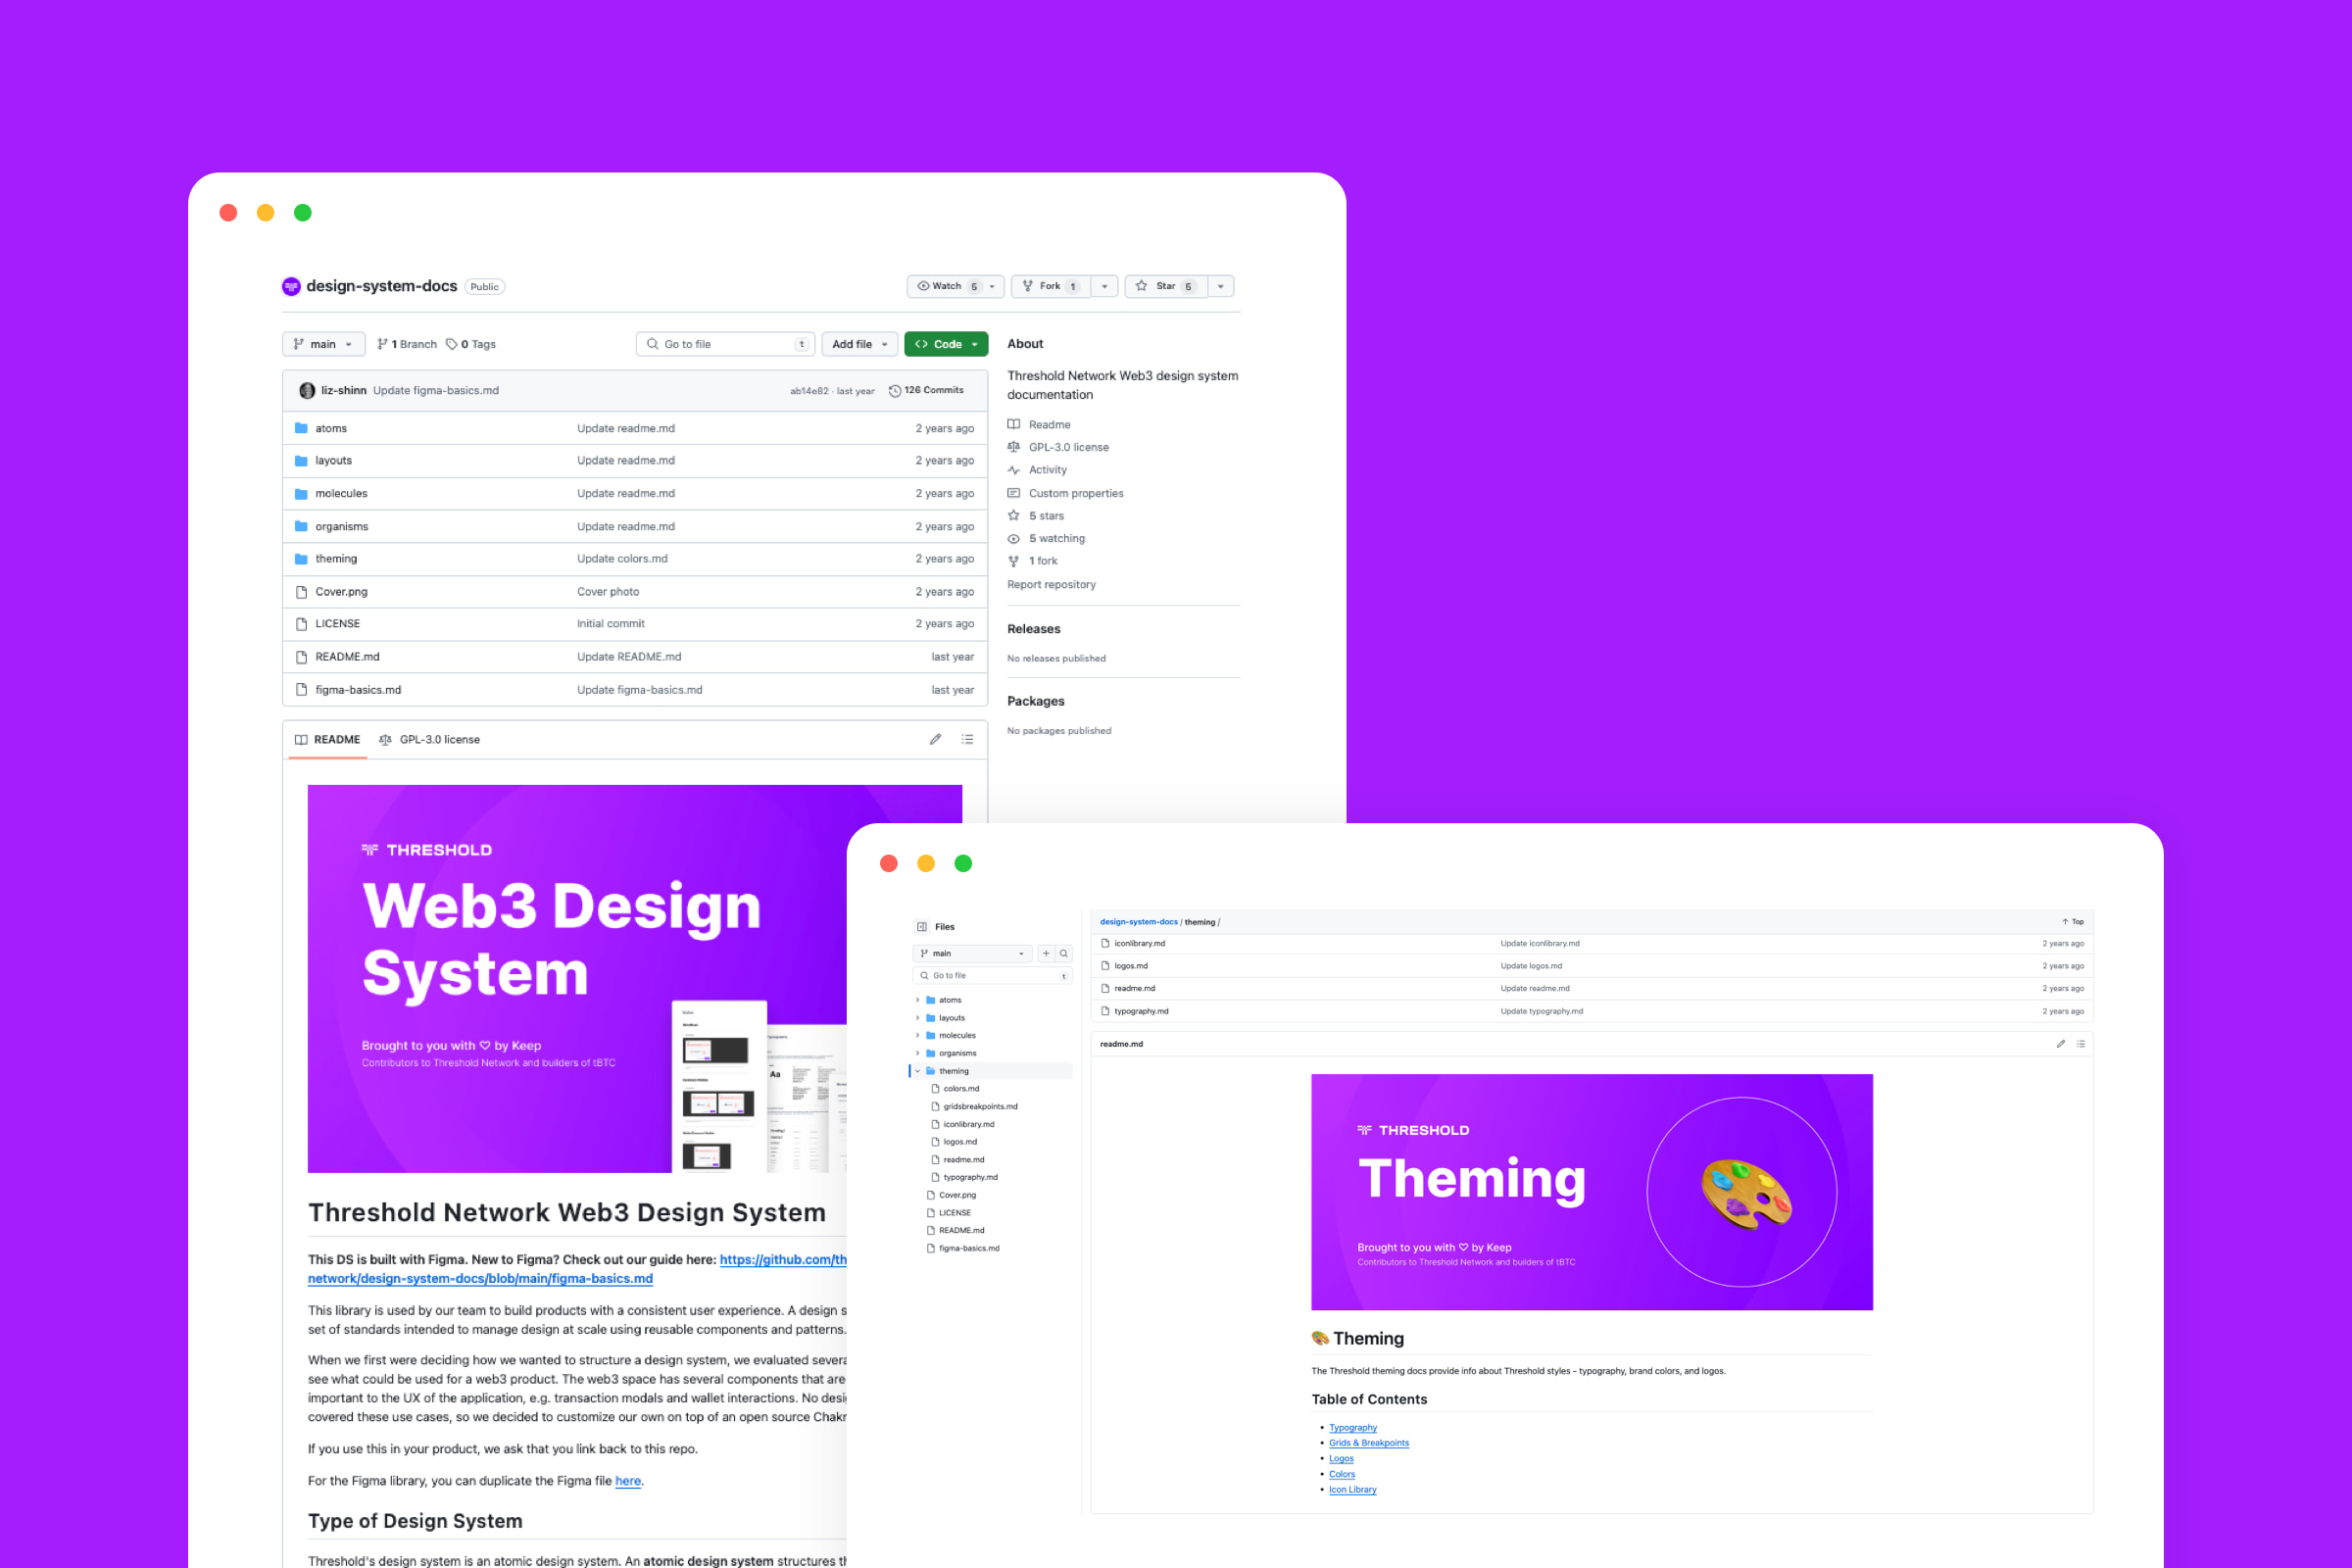 design-system-docs Public
Watch 5
Fork 1
Star 5
main
1 Branch
0 Tags
Go to file t
Add file
Code
liz-shinn Update figma-basics.md ab14e82 · last year 126 Commits
atoms Update readme.md 2 years ago
layouts Update readme.md 2 years ago
molecules Update readme.md 2 years ago
organisms Update readme.md 2 years ago
theming Update colors.md 2 years ago
Cover.png Cover photo 2 years ago
LICENSE Initial commit 2 years ago
README.md Update README.md last year
figma-basics.md Update figma-basics.md last year
About
Threshold Network Web3 design system
documentation
Readme
GPL-3.0 license
Activity
Custom properties
5 stars
5 watching
1 fork
Report repository
Releases
No releases published
Packages
No packages published
README GPL-3.0 license
THRESHOLD
Web3 Design
System
Brought to you with ♡ by Keep
Contributors to Threshold Network and builders of tBTC
Aa
Threshold Network Web3 Design System
This DS is built with Figma. New to Figma? Check out our guide here: https://github.com/th
network/design-system-docs/blob/main/figma-basics.md
This library is used by our team to build products with a consistent user experience. A design s
set of standards intended to manage design at scale using reusable components and patterns.
When we first were deciding how we wanted to structure a design system, we evaluated severa
see what could be used for a web3 product. The web3 space has several components that are
important to the UX of the application, e.g. transaction modals and wallet interactions. No desig
covered these use cases, so we decided to customize our own on top of an open source Chakr
If you use this in your product, we ask that you link back to this repo.
For the Figma library, you can duplicate the Figma file here.
Type of Design System
Threshold's design system is an atomic design system. An atomic design system structures th
Files
main
Go to file t
atoms
layouts
molecules
organisms
theming
colors.md
gridsbreakpoints.md
iconlibrary.md
logos.md
readme.md
typography.md
Cover.png
LICENSE
README.md
figma-basics.md
design-system-docs / theming / Top
iconlibrary.md Update iconlibrary.md 2 years ago
logos.md Update logos.md 2 years ago
readme.md Update readme.md 2 years ago
typography.md Update typography.md 2 years ago
readme.md
THRESHOLD
Theming
Brought to you with ♡ by Keep
Contributors to Threshold Network and builders of tBTC
🎨 Theming
The Threshold theming docs provide info about Threshold styles - typography, brand colors, and logos.
Table of Contents
• Typography
• Grids & Breakpoints
• Logos
• Colors
• Icon Library